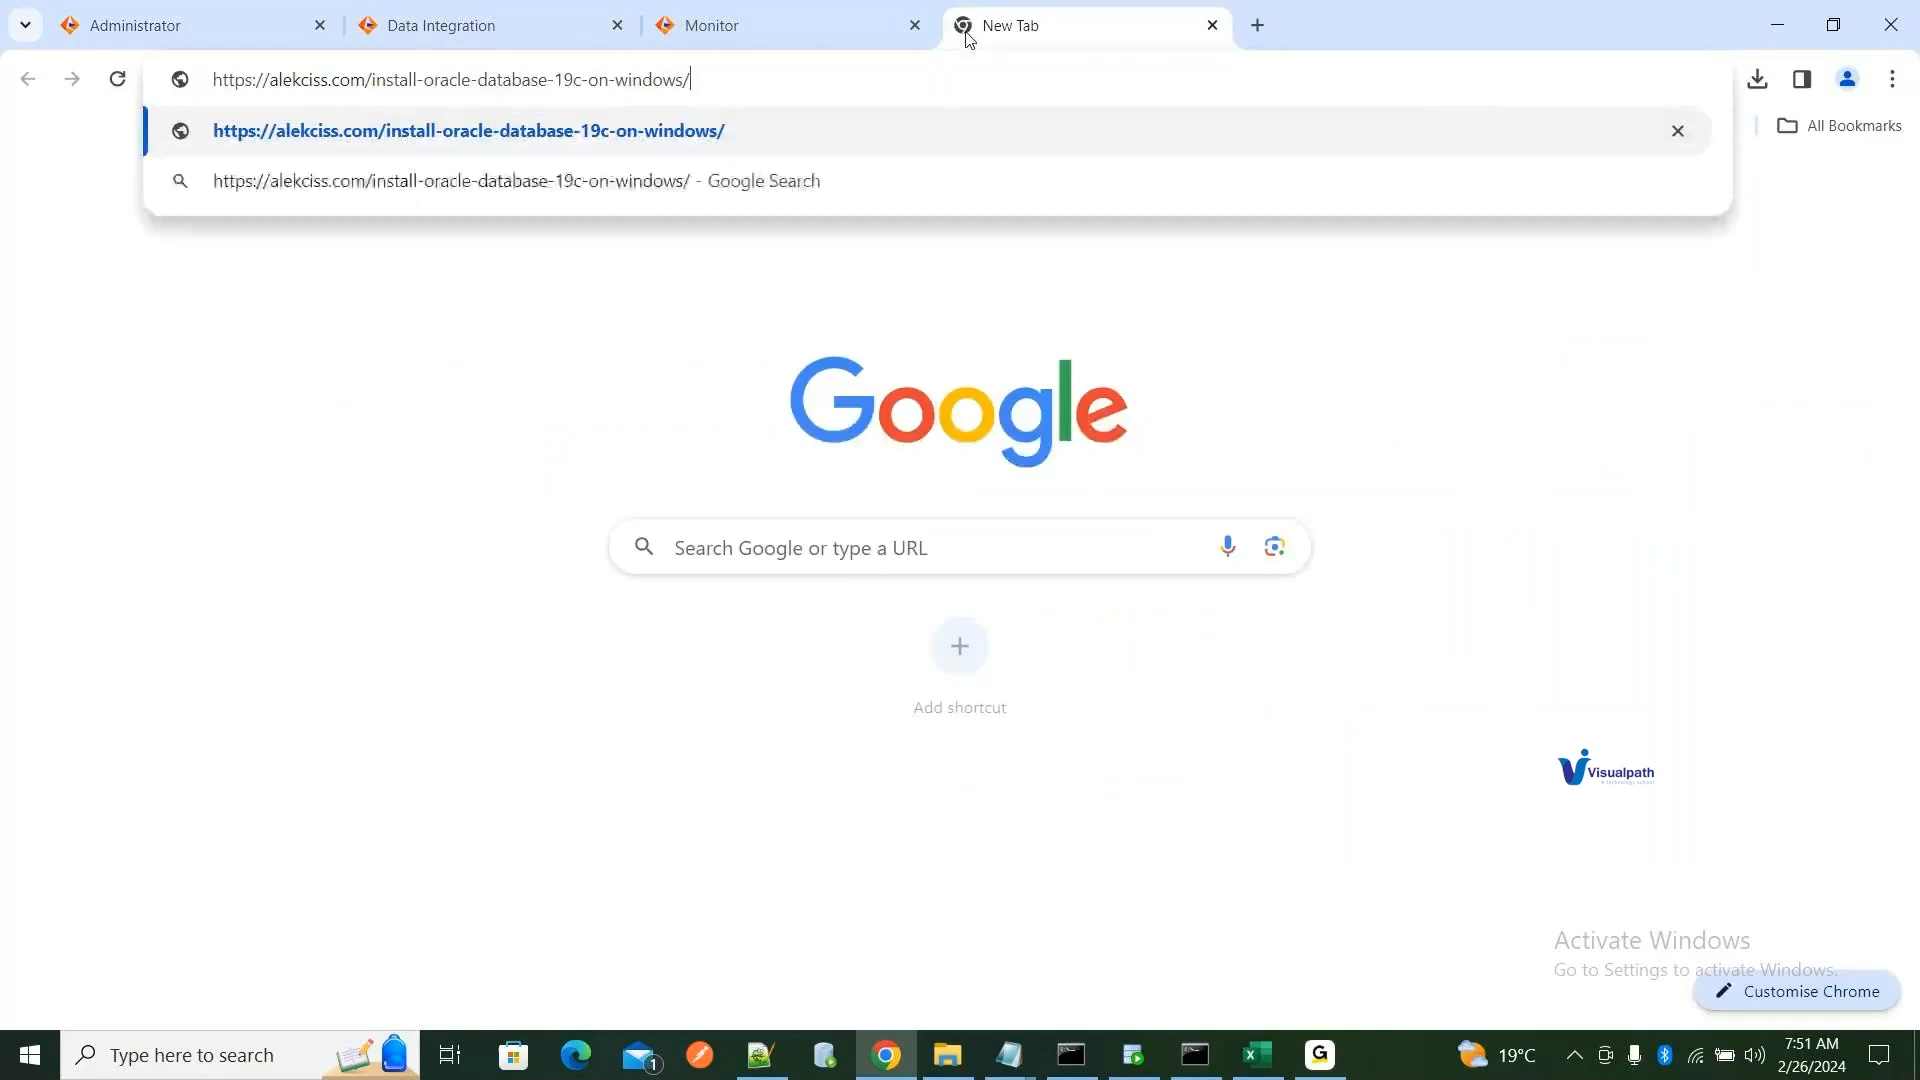 Administrator
Data Integration
Monitor
New Tab
https://alekciss.com/install-oracle-database-19c-on-windows/
https://alekciss.com/install-oracle-database-19c-on-windows/
All Bookmarks
https://alekciss.com/install-oracle-database-19c-on-windows/ - Google Search
Google
Search Google or type a URL
Add shortcut
Visualpath
Activate Windows
Go to Settings to activate Windows.
Customise Chrome
Type here to search
1
G
19°C
7:51 AM
2/26/2024